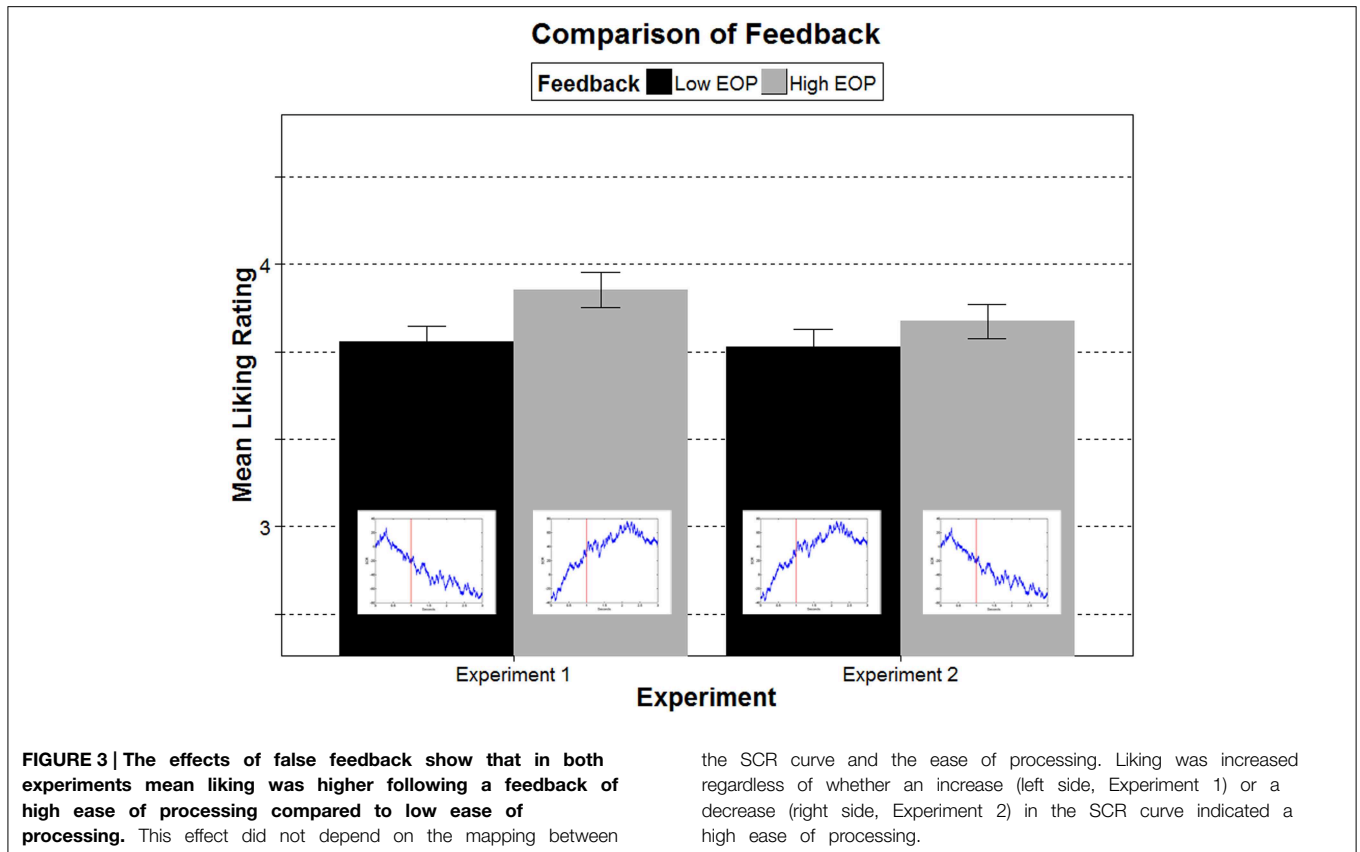 Comparison of Feedback
Feedback Low EOP High EOP
Mean Liking Rating
4
3
Experiment 1 Experiment 2
Experiment
FIGURE 3 | The effects of false feedback show that in both
experiments mean liking was higher following a feedback of
high ease of processing compared to low ease of
processing. This effect did not depend on the mapping between
the SCR curve and the ease of processing. Liking was increased
regardless of whether an increase (left side, Experiment 1) or a
decrease (right side, Experiment 2) in the SCR curve indicated a
high ease of processing.